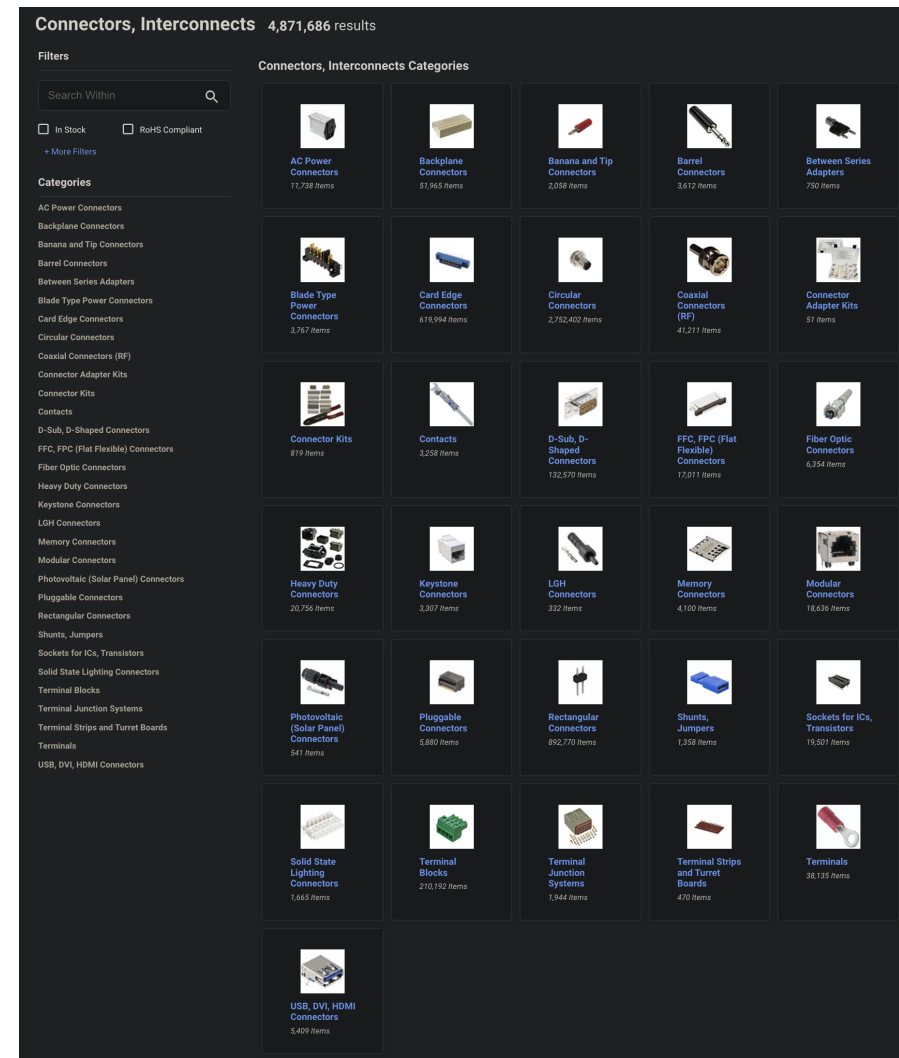 Connectors, Interconnects 4,871,686 results
Filters
Search Within
In Stock RoHS Compliant
+ More Filters
Categories
AC Power Connectors
Backplane Connectors
Banana and Tip Connectors
Barrel Connectors
Between Series Adapters
Blade Type Power Connectors
Card Edge Connectors
Circular Connectors
Coaxial Connectors (RF)
Connector Adapter Kits
Connector Kits
Contacts
D-Sub, D-Shaped Connectors
FFC, FPC (Flat Flexible) Connectors
Fiber Optic Connectors
Heavy Duty Connectors
Keystone Connectors
LGH Connectors
Memory Connectors
Modular Connectors
Photovoltaic (Solar Panel) Connectors
Pluggable Connectors
Rectangular Connectors
Shunts, Jumpers
Sockets for ICs, Transistors
Solid State Lighting Connectors
Terminal Blocks
Terminal Junction Systems
Terminal Strips and Turret Boards
Terminals
USB, DVI, HDMI Connectors
Connectors, Interconnects Categories
AC Power
Connectors
11,738 Items
Backplane
Connectors
51,965 Items
Banana and Tip
Connectors
2,058 Items
Barrel
Connectors
3,612 Items
Between Series
Adapters
750 Items
Blade Type
Power
Connectors
3,767 Items
Card Edge
Connectors
619,994 Items
Circular
Connectors
2,752,402 Items
Coaxial
Connectors
(RF)
41,211 Items
Connector
Adapter Kits
51 Items
Connector Kits
819 Items
Contacts
3,258 Items
D-Sub, D-
Shaped
Connectors
132,570 Items
FFC, FPC (Flat
Flexible)
Connectors
17,011 Items
Fiber Optic
Connectors
6,354 Items
Heavy Duty
Connectors
20,756 Items
Keystone
Connectors
3,307 Items
LGH
Connectors
332 Items
Memory
Connectors
4,100 Items
Modular
Connectors
18,636 Items
Photovoltaic
(Solar Panel)
Connectors
541 Items
Pluggable
Connectors
5,880 Items
Rectangular
Connectors
892,770 Items
Shunts,
Jumpers
1,358 Items
Sockets for ICs,
Transistors
19,501 Items
Solid State
Lighting
Connectors
1,665 Items
Terminal
Blocks
210,192 Items
Terminal
Junction
Systems
1,944 Items
Terminal Strips
and Turret
Boards
470 Items
Terminals
38,135 Items
USB, DVI, HDMI
Connectors
5,409 Items